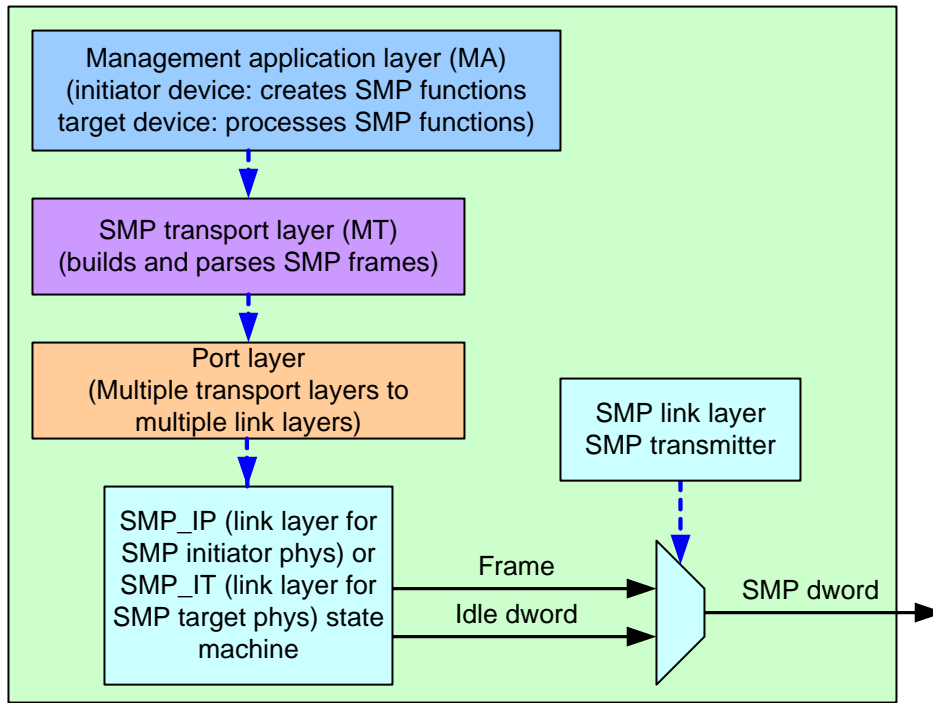 Management application layer (MA)
(initiator device: creates SMP functions
target device: processes SMP functions)
SMP transport layer (MT)
(builds and parses SMP frames)
Port layer
(Multiple transport layers to
multiple link layers)
SMP link layer
SMP transmitter
SMP_IP (link layer for
SMP initiator phys) or
SMP_IT (link layer for
SMP target phys) state
machine
Frame
Idle dword
SMP dword